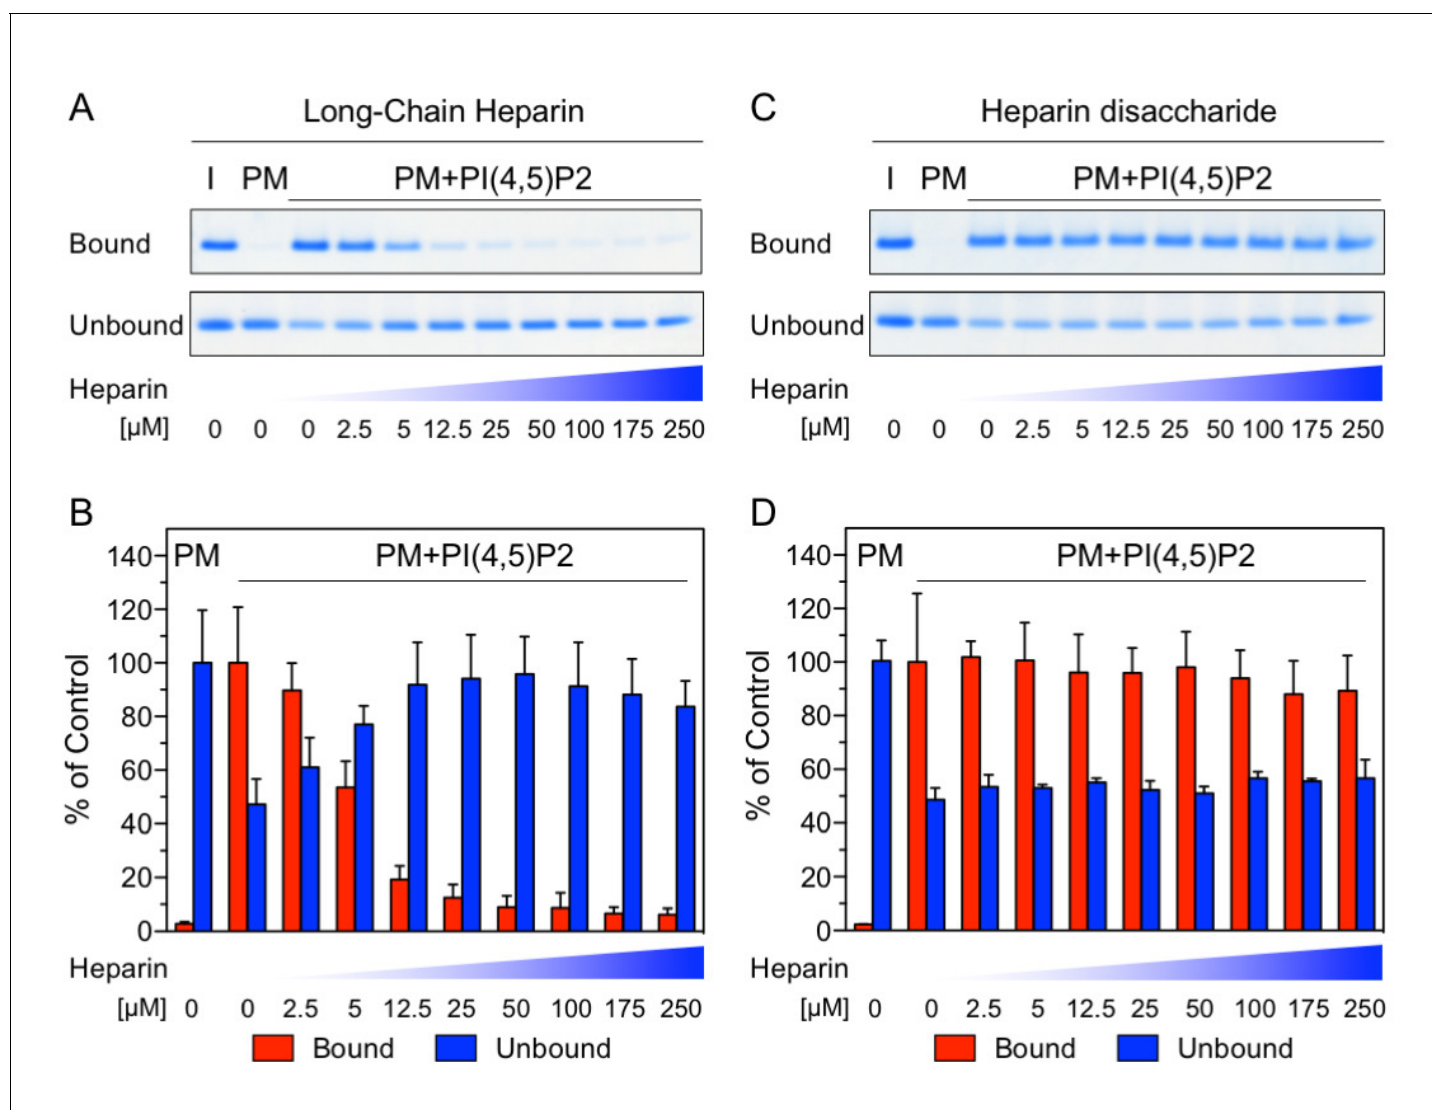 A
Long-Chain Heparin
I PM PM+PI(4,5)P2
Bound
Unbound
Heparin
[µM] 0 0 0 2.5 5 12.5 25 50 100 175 250
C
Heparin disaccharide
I PM PM+PI(4,5)P2
Bound
Unbound
Heparin
[µM] 0 0 0 2.5 5 12.5 25 50 100 175 250
B
PM PM+PI(4,5)P2
% of Control
140
120
100
80
60
40
20
0
Heparin
[µM] 0 0 2.5 5 12.5 25 50 100 175 250
Bound Unbound
D
PM PM+PI(4,5)P2
% of Control
140
120
100
80
60
40
20
0
Heparin
[µM] 0 0 2.5 5 12.5 25 50 100 175 250
Bound Unbound